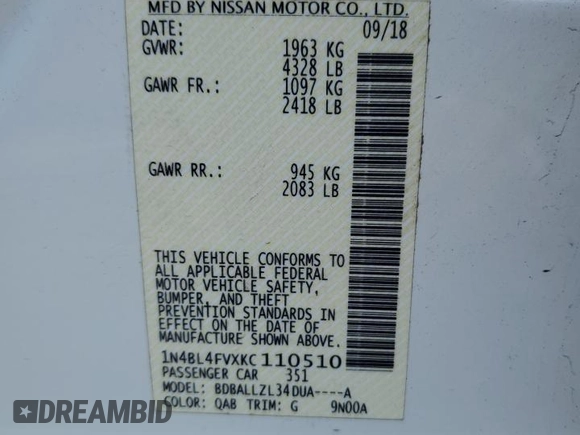 MFD BY NISSAN MOTOR CO., LTD.
DATE: 09/18
GVWR: 1963 KG
4328 LB
GAWR FR.: 1097 KG
2418 LB
GAWR RR.: 945 KG
2083 LB
THIS VEHICLE CONFORMS TO
ALL APPLICABLE FEDERAL
MOTOR VEHICLE SAFETY,
BUMPER, AND THEFT
PREVENTION STANDARDS IN
EFFECT ON THE DATE OF
MANUFACTURE SHOWN ABOVE.
1N4BL4FVXKC110510
PASSENGER CAR 351
MODEL: BDBALLZL34DUA----A
COLOR: QAB TRIM: G 9N00A
DREAMBID
DREAMBID